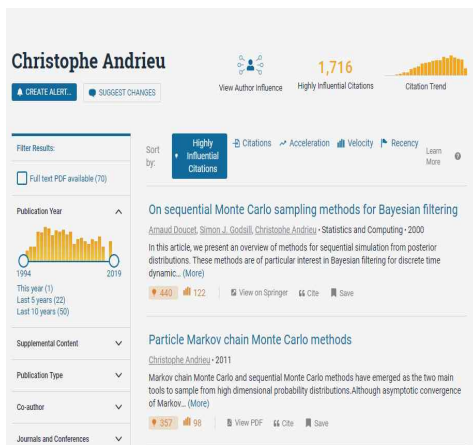 Christophe Andrieu
CREATE ALERT...
SUGGEST CHANGES
View Author Influence
1,716
Highly Influential Citations
Citation Trend
Filter Results:
Full text PDF available (70)
Publication Year
1994
2019
This year (1)
Last 5 years (22)
Last 10 years (50)
Supplemental Content
Publication Type
Co-author
Journals and Conferences
Sort by:
Highly Influential Citations
Citations
Acceleration
Velocity
Recency
Learn More
On sequential Monte Carlo sampling methods for Bayesian filtering
Arnaud Doucet, Simon J. Godsill, Christophe Andrieu • Statistics and Computing • 2000
In this article, we present an overview of methods for sequential simulation from posterior
distributions. These methods are of particular interest in Bayesian filtering for discrete time
dynamic... (More)
440 122 View on Springer Cite Save
Particle Markov chain Monte Carlo methods
Christophe Andrieu • 2011
Markov chain Monte Carlo and sequential Monte Carlo methods have emerged as the two main
tools to sample from high dimensional probability distributions.Although asymptotic convergence
of Markov... (More)
357 98 View PDF Cite Save